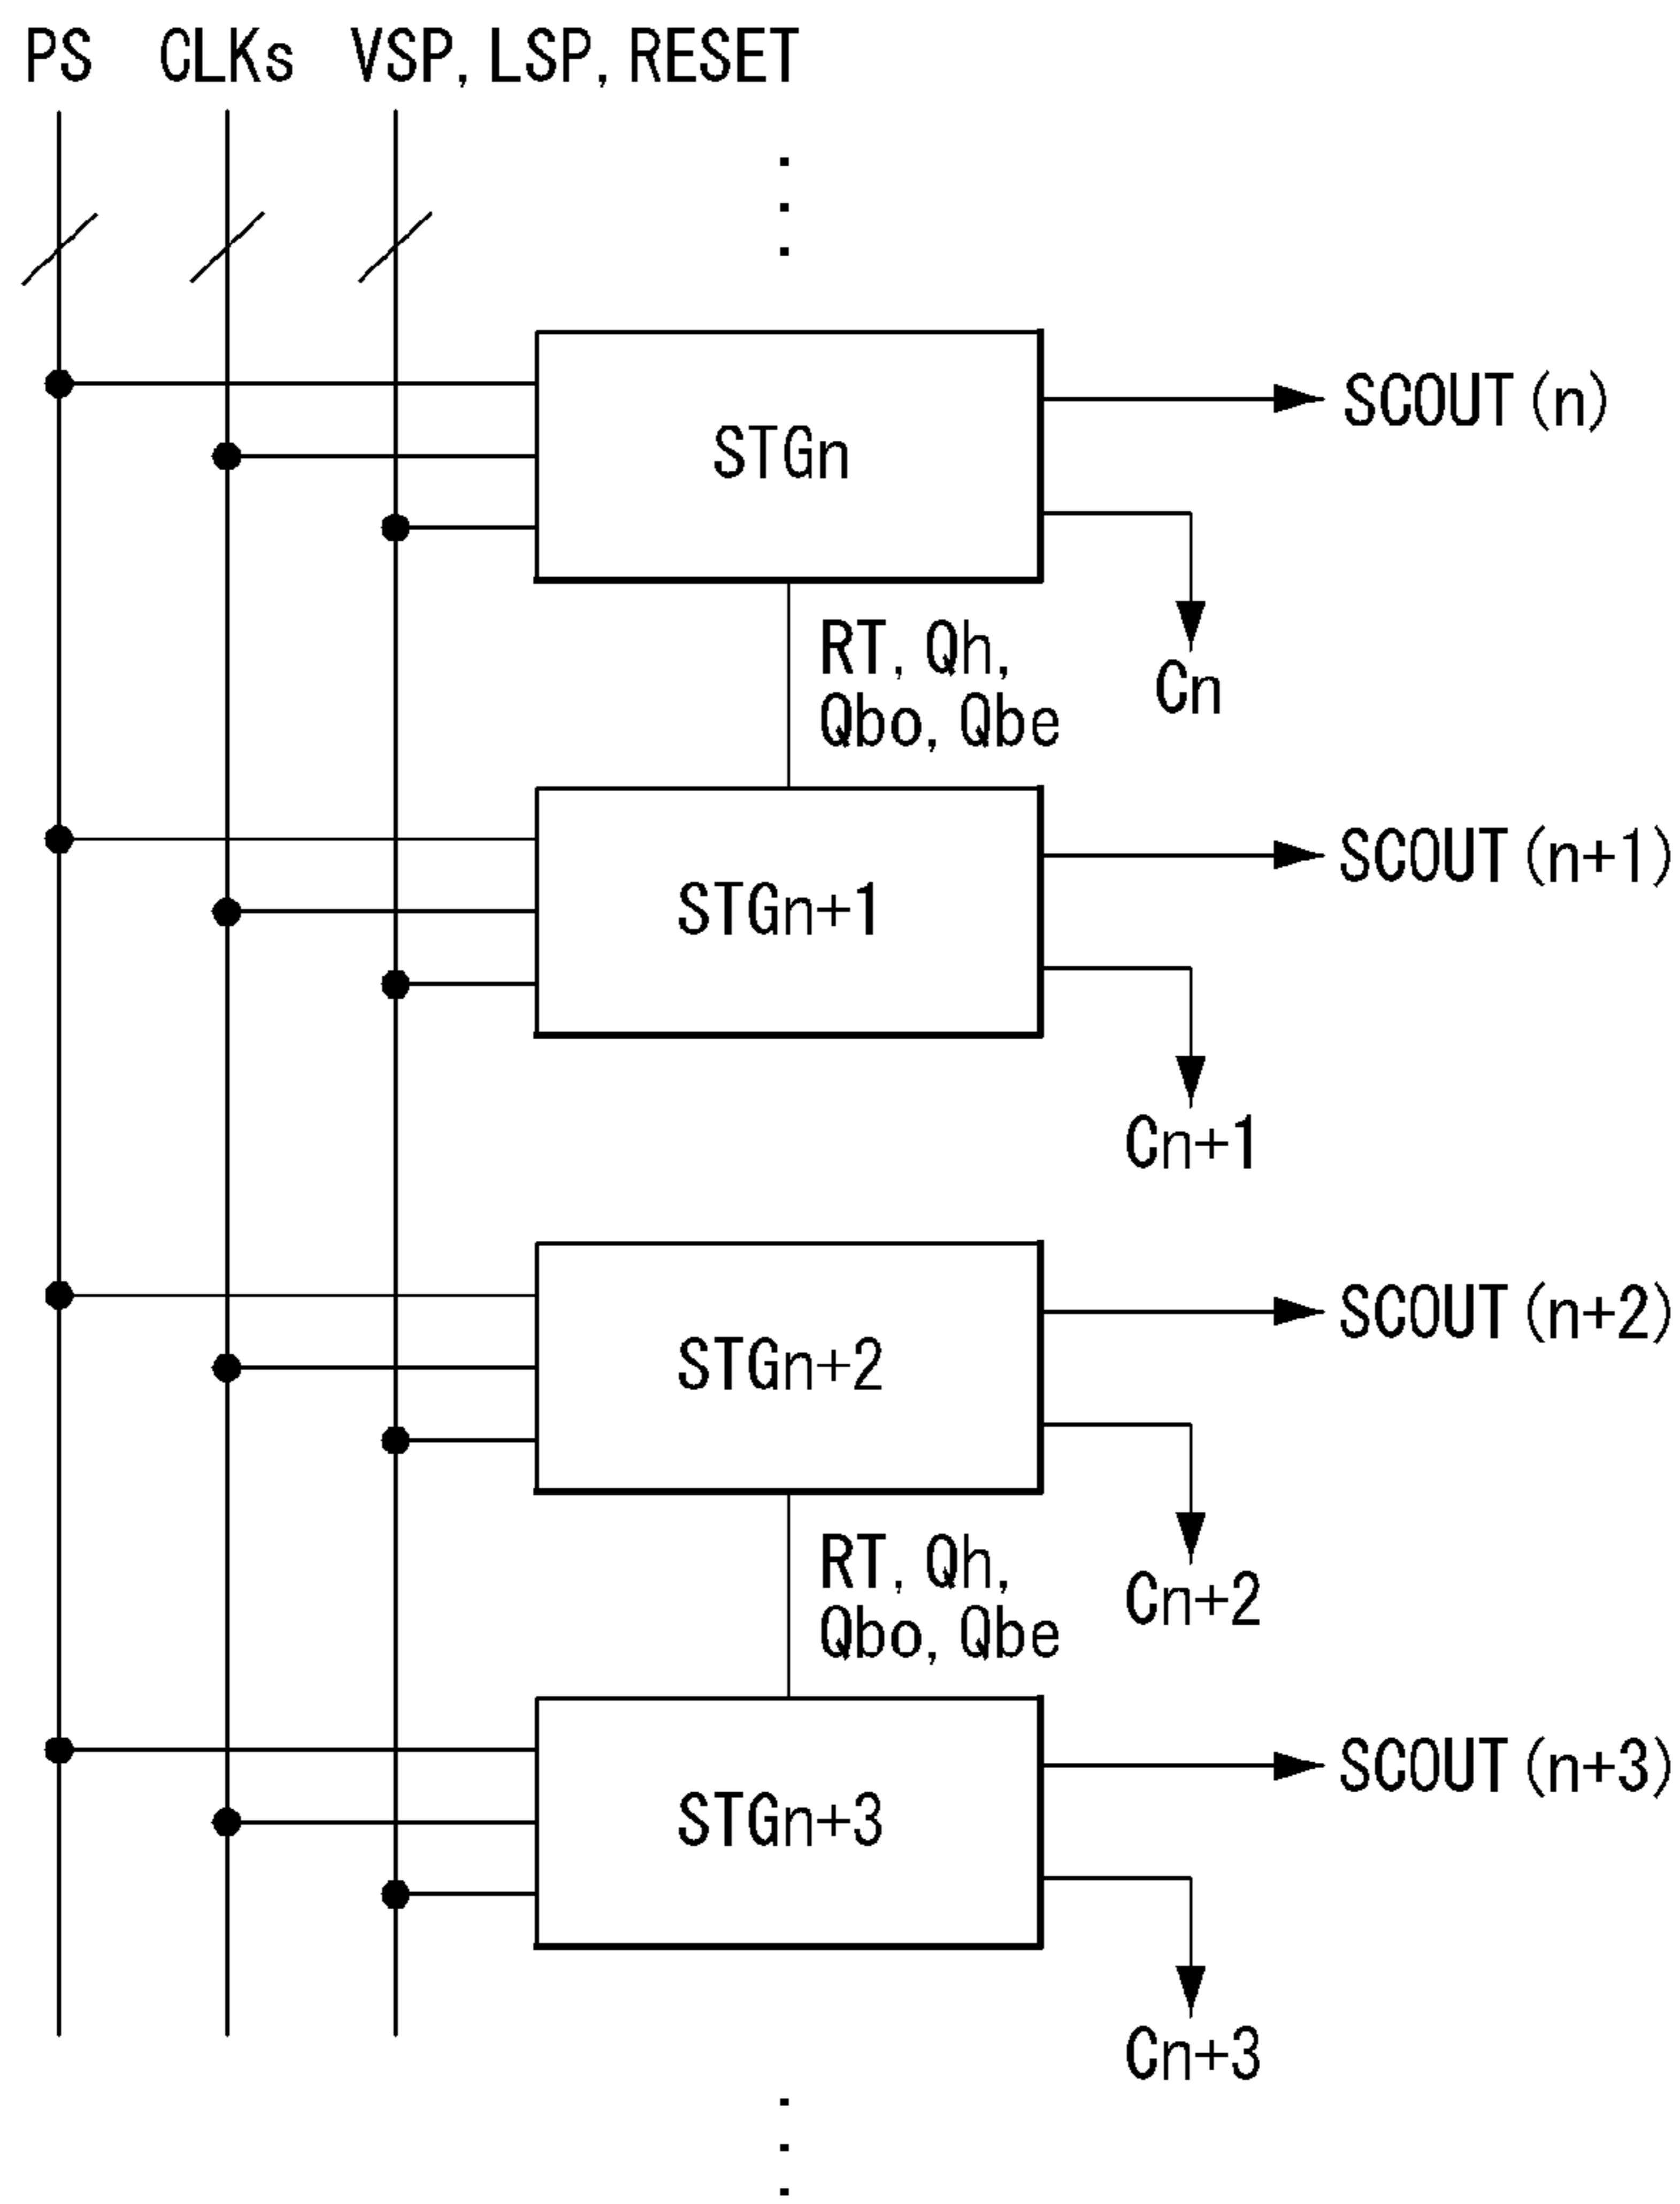 PS CLKs VSP, LSP, RESET
STGn
SCOUT(n)
Cn
RT, Qh,
Qbo, Qbe
STGn+1
SCOUT(n+1)
Cn+1
STGn+2
SCOUT(n+2)
Cn+2
RT, Qh,
Qbo, Qbe
STGn+3
SCOUT(n+3)
Cn+3